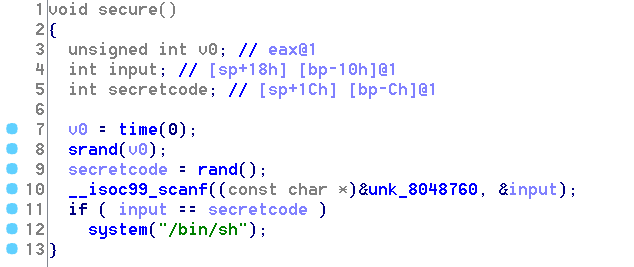 1 void secure()
2 {
3   unsigned int v0; // eax@1
4   int input; // [sp+18h] [bp-10h]@1
5   int secretcode; // [sp+1Ch] [bp-Ch]@1
6
7   v0 = time(0);
8   srand(v0);
9   secretcode = rand();
10   __isoc99_scanf((const char *)&unk_8048760, &input);
11   if ( input == secretcode )
12     system("/bin/sh");
13 }